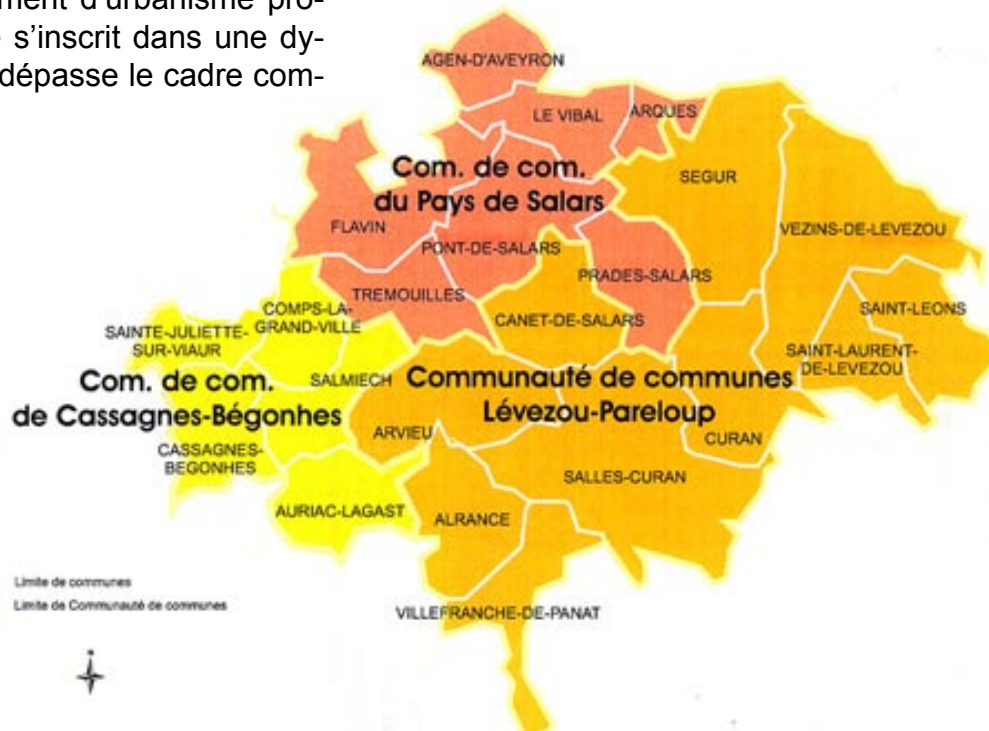 ment d'urbanisme pro-
e s'inscrit dans une dy-
dépasse le cadre com-
AGEN-D'AVEYRON
LE VIBAL
ARQUES
Com. de com.
du Pays de Salars
SEGUR
FLAVIN
VEZINS-DE-LEVEZOU
PONT-DE-SALARS
PRADES-SALARS
TREMOUILLES
COMPS-LA-
GRAND-VILLE
CANET-DE-SALARS
SAINT-LEONS
SAINTE-JULIETTE-
SUR-VIAUR
SAINT-LAURENT-
DE-LEVEZOU
Com. de com.
de Cassagnes-Bégonhes
SALMIECH
Communauté de communes
Lévezou-Pareloup
ARVIEU
CURAN
CASSAGNES-
BEGONHES
SALLES-CURAN
AURIAC-LAGAST
ALRANCE
Limite de communes
Limite de Communauté de communes
VILLEFRANCHE-DE-PANAT